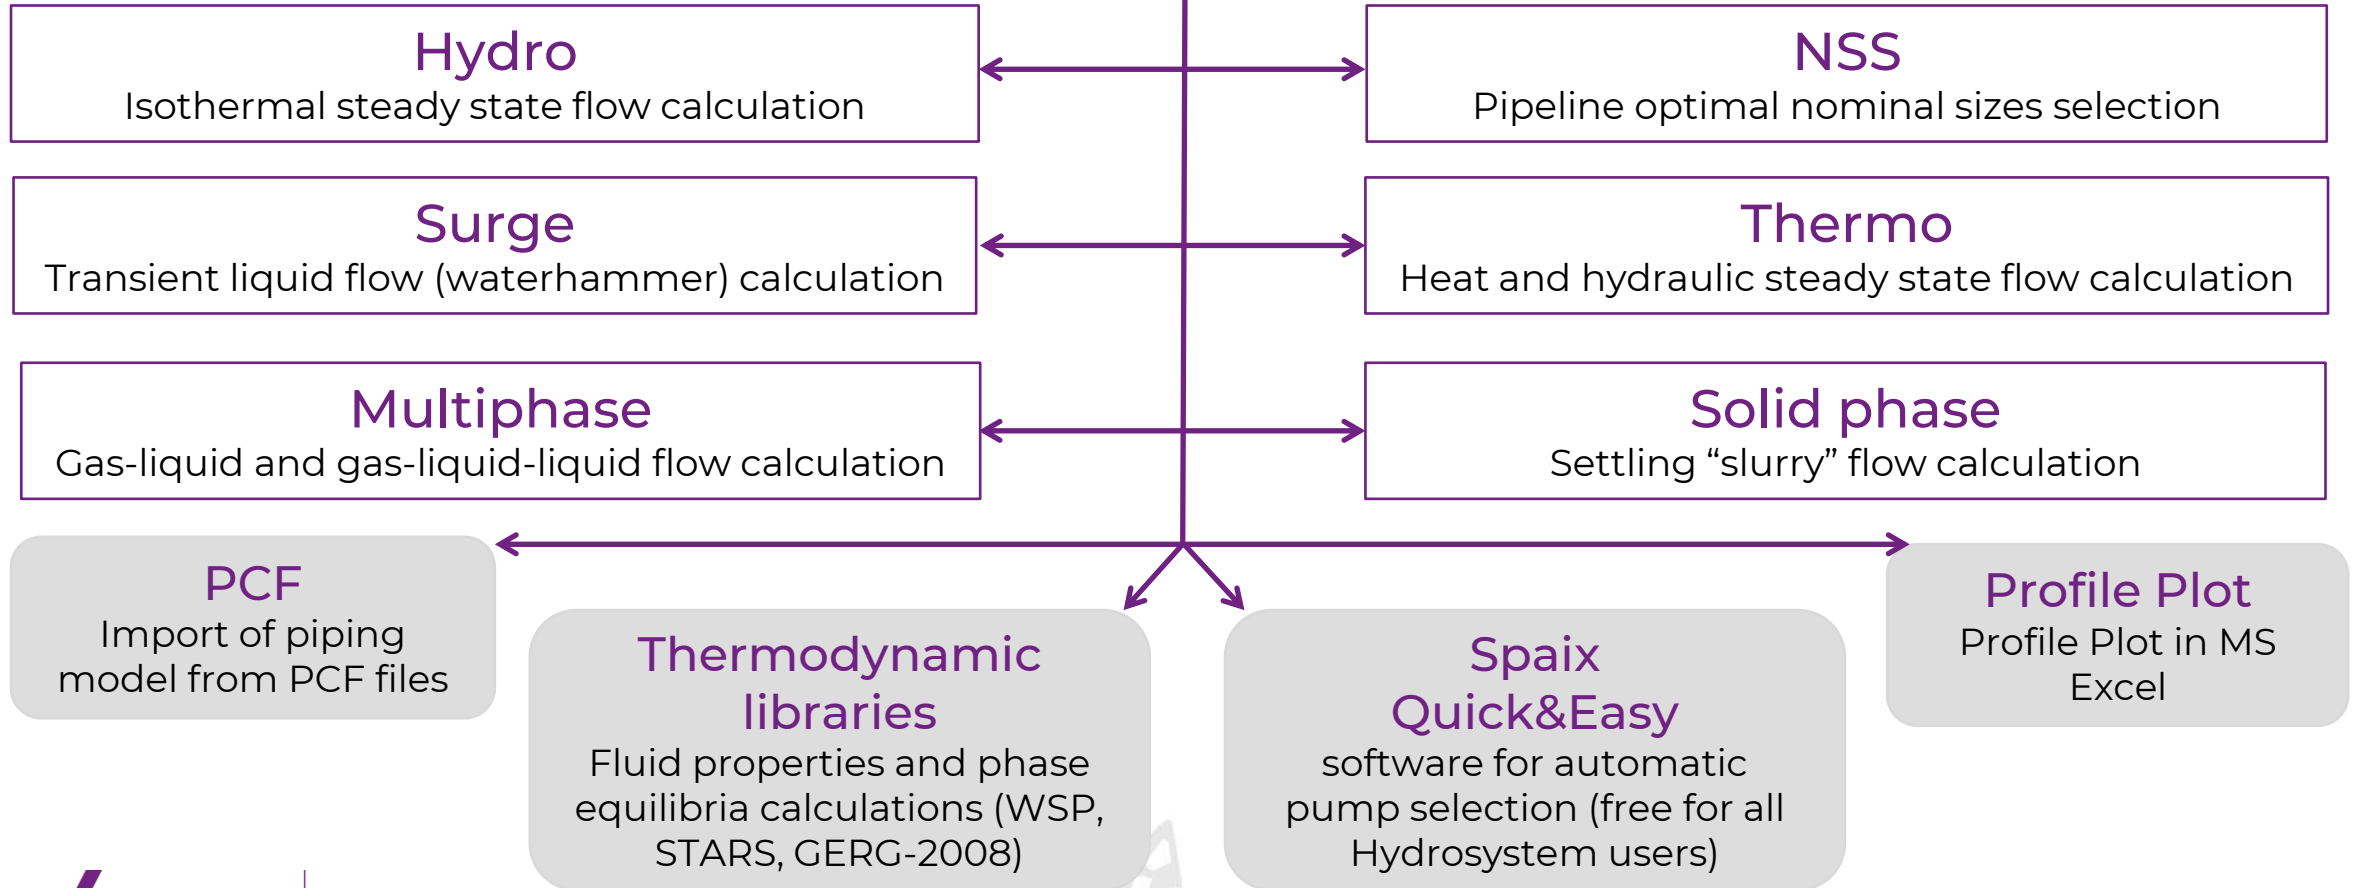 Hydro
Isothermal steady state flow calculation
NSS
Pipeline optimal nominal sizes selection
Surge
Transient liquid flow (waterhammer) calculation
Thermo
Heat and hydraulic steady state flow calculation
Multiphase
Gas-liquid and gas-liquid-liquid flow calculation
Solid phase
Settling “slurry” flow calculation
PCF
Import of piping
model from PCF files
Thermodynamic
libraries
Fluid properties and phase
equilibria calculations (WSP,
STARS, GERG-2008)
Spaix
Quick&Easy
software for automatic
pump selection (free for all
Hydrosystem users)
Profile Plot
Profile Plot in MS
Excel